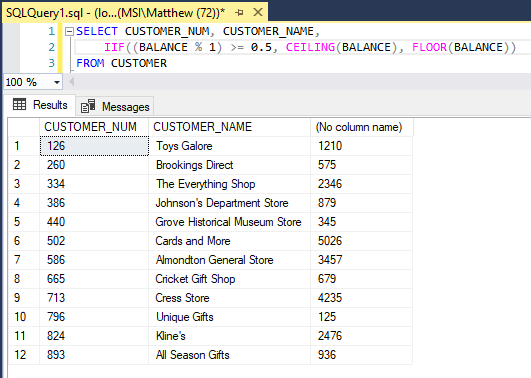 SQLQuery1.sql - (lo...(MSI\Matthew (72))*
1 SELECT CUSTOMER_NUM, CUSTOMER_NAME,
2 IIF((BALANCE % 1) >= 0.5, CEILING(BALANCE), FLOOR(BALANCE))
3 FROM CUSTOMER
100 %
Results Messages
CUSTOMER_NUM CUSTOMER_NAME (No column name)
1 126 Toys Galore 1210
2 260 Brookings Direct 575
3 334 The Everything Shop 2346
4 386 Johnson's Department Store 879
5 440 Grove Historical Museum Store 345
6 502 Cards and More 5026
7 586 Almondton General Store 3457
8 665 Cricket Gift Shop 679
9 713 Cress Store 4235
10 796 Unique Gifts 125
11 824 Kline's 2476
12 893 All Season Gifts 936